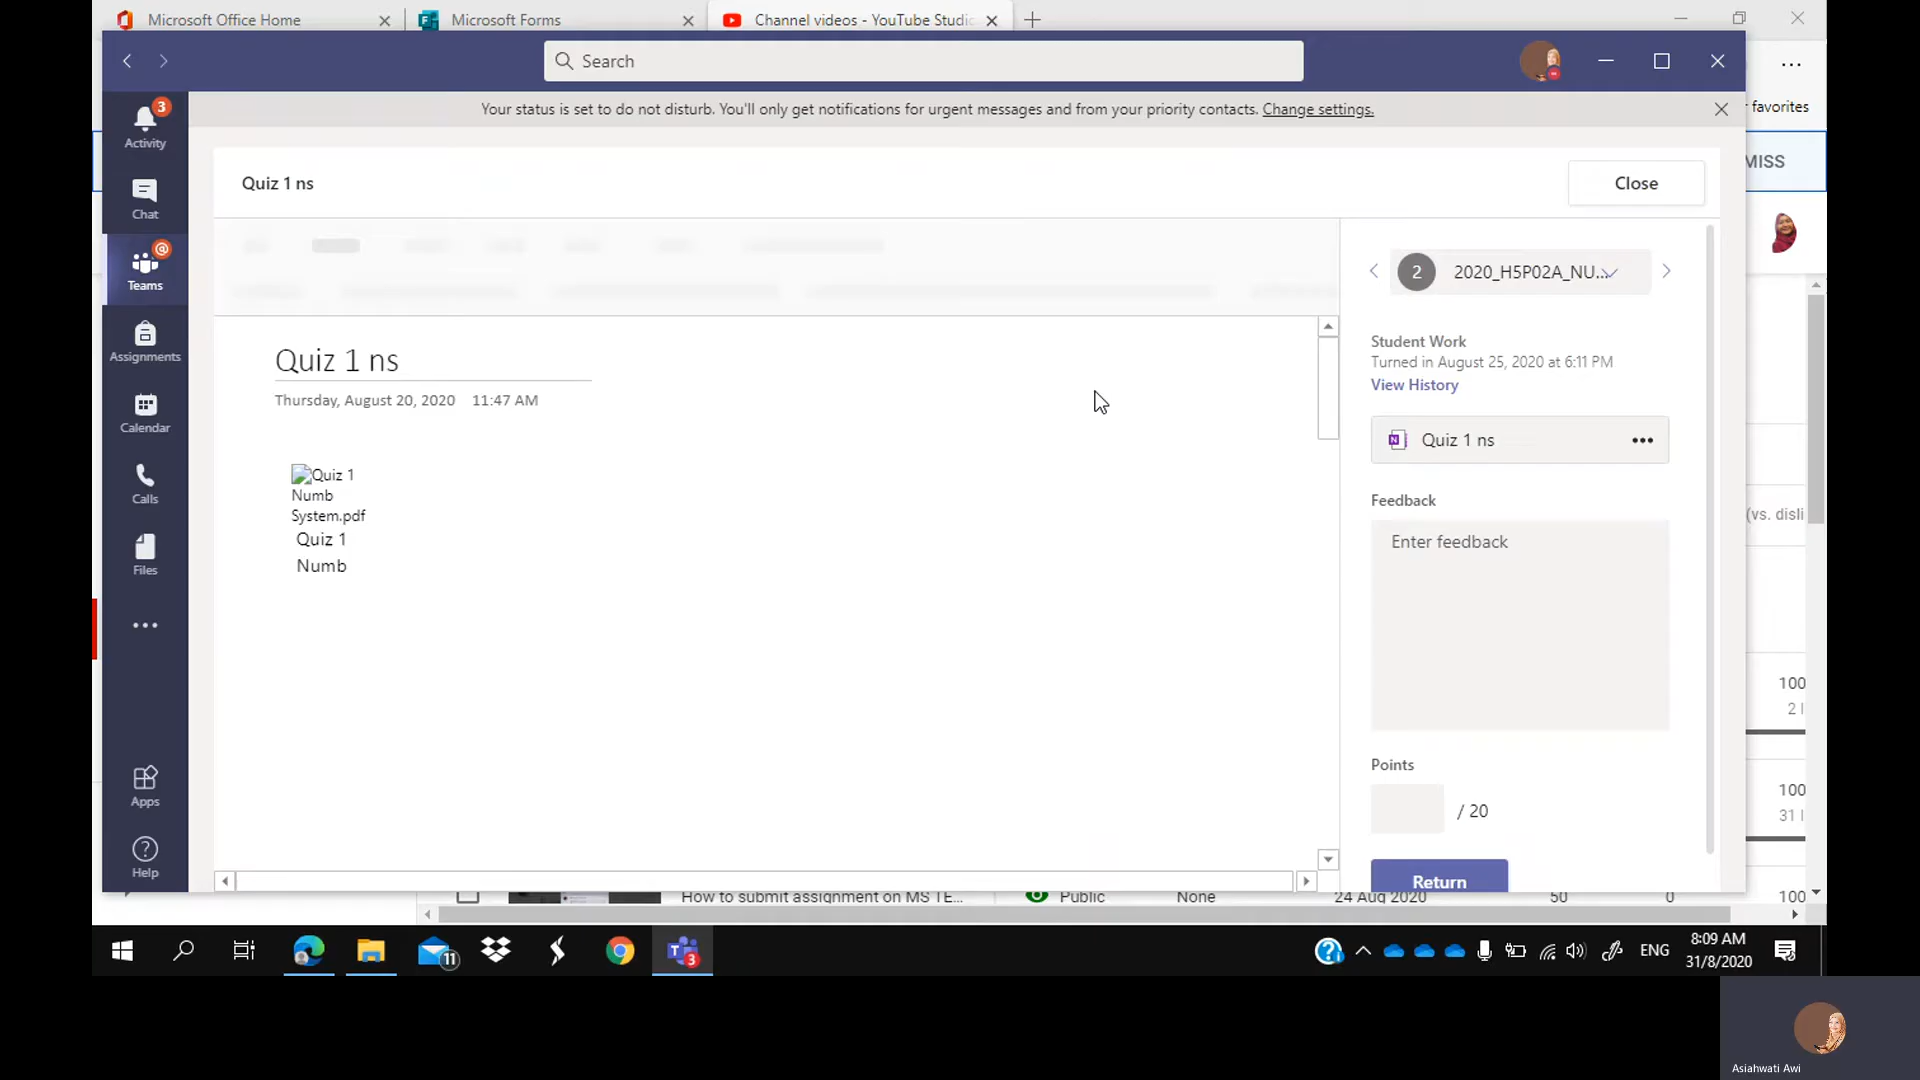 Microsoft Office Home
Microsoft Forms
Channel videos - YouTube Studio
Search
favorites
Your status is set to do not disturb. You'll only get notifications for urgent messages and from your priority contacts. Change settings.
3
Activity
MISS
Quiz 1 ns
Close
Chat
@
Teams
2
2020_H5P02A_NU...
Quiz 1 ns
Student Work
Turned in August 25, 2020 at 6:11 PM
View History
Assignments
Thursday, August 20, 2020 11:47 AM
Calendar
Quiz 1 ns
Quiz 1
Numb
System.pdf
Quiz 1
Numb
Calls
Feedback
(vs. disli
Enter feedback
Files
100
2 l
Points
/ 20
100
31 l
Apps
Help
Return
How to submit assignment on MS TE...
Public
None
24 Aug 2020
50
0
100
11
3
ENG
8:09 AM
31/8/2020
Asiahwati Awi